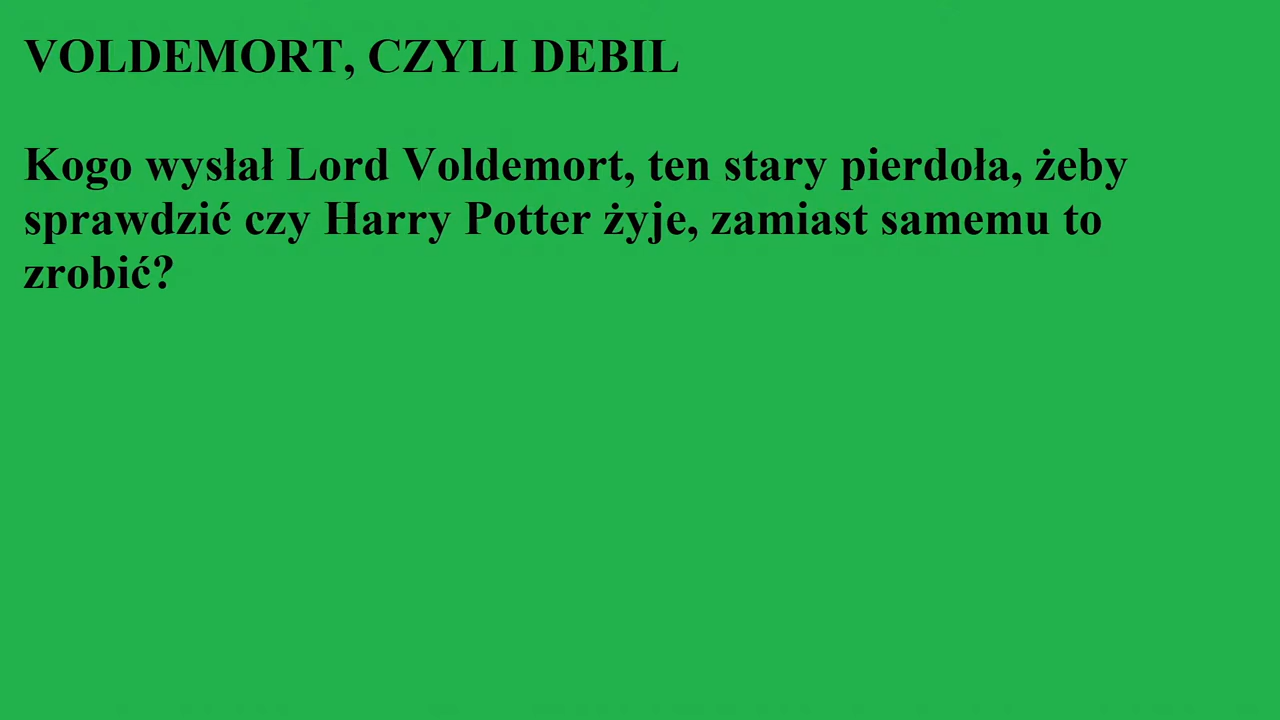 VOLDEMORT, CZYLI DEBIL
Kogo wysłał Lord Voldemort, ten stary pierdoła, żeby
sprawdzić czy Harry Potter żyje, zamiast samemu to
zrobić?